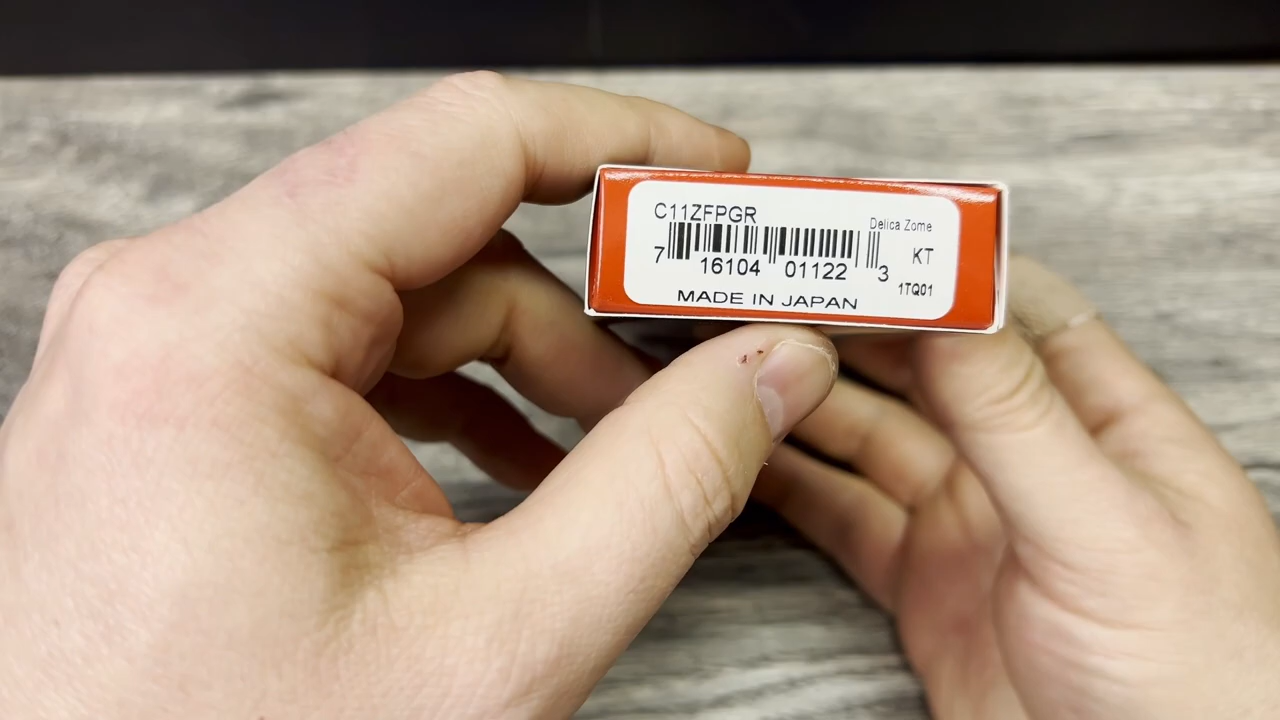 C11ZFPGR
Delica Zome
KT
7 16104 01122 3
1TQ01
MADE IN JAPAN